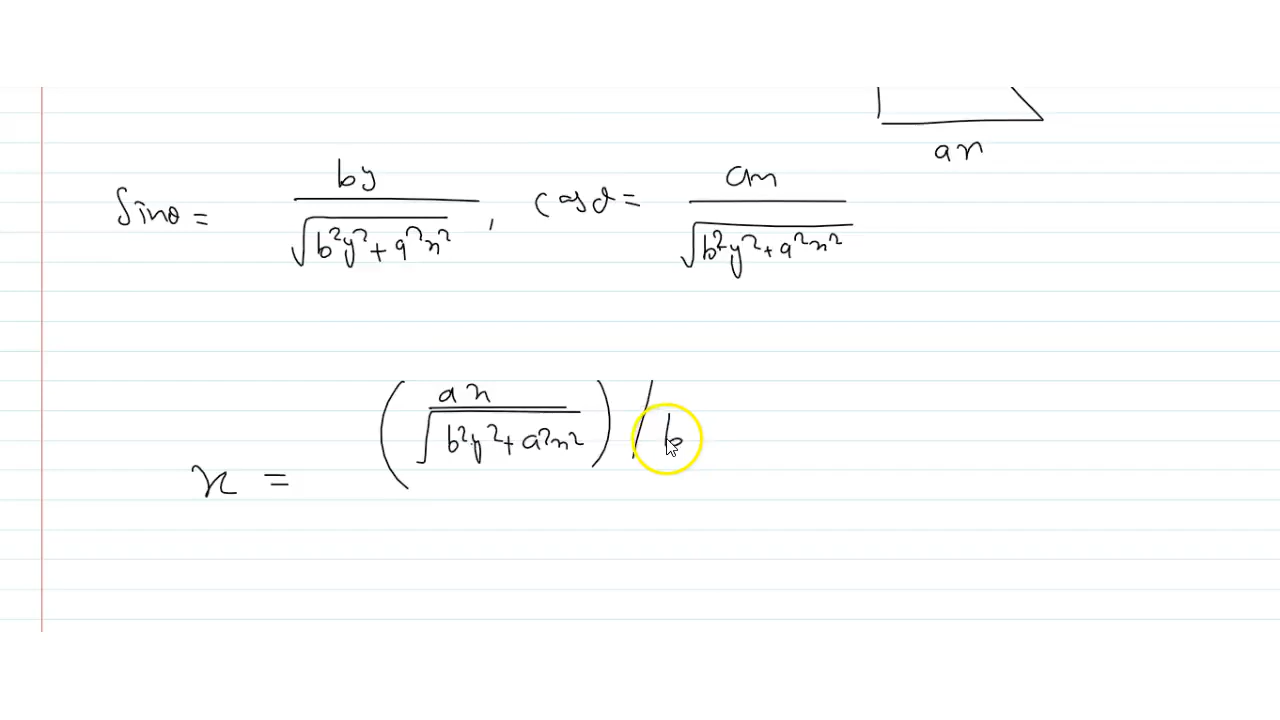 ax
sinθ = by / √(b²y² + a²x²) , cosθ = ax / √(b²y² + a²x²)
x = ( ax / √(b²y² + a²x²) ) / b